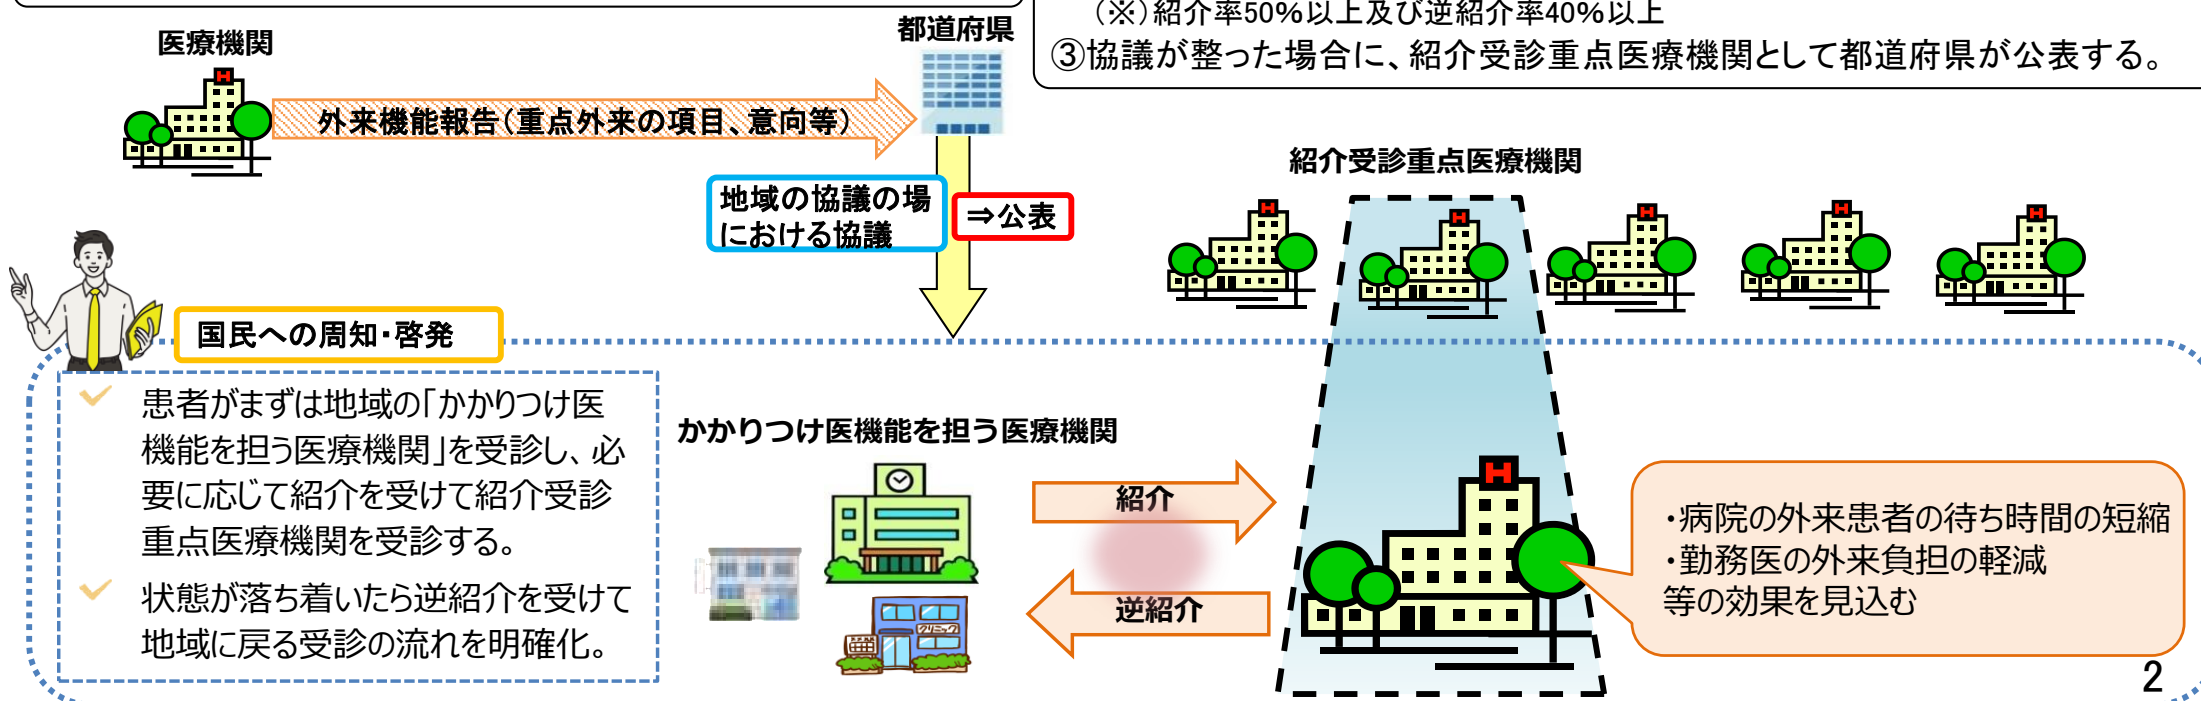 (※)紹介率50%以上及び逆紹介率40%以上
③協議が整った場合に、紹介受診重点医療機関として都道府県が公表する。
医療機関
都道府県
外来機能報告(重点外来の項目、意向等)
地域の協議の場
における協議
⇒公表
紹介受診重点医療機関
国民への周知・啓発
患者がまずは地域の「かかりつけ医
機能を担う医療機関」を受診し、必
要に応じて紹介を受けて紹介受診
重点医療機関を受診する。
状態が落ち着いたら逆紹介を受けて
地域に戻る受診の流れを明確化。
かかりつけ医機能を担う医療機関
クリニック
紹介
逆紹介
・病院の外来患者の待ち時間の短縮
・勤務医の外来負担の軽減
等の効果を見込む
H
H
H
H
H
H
H
2